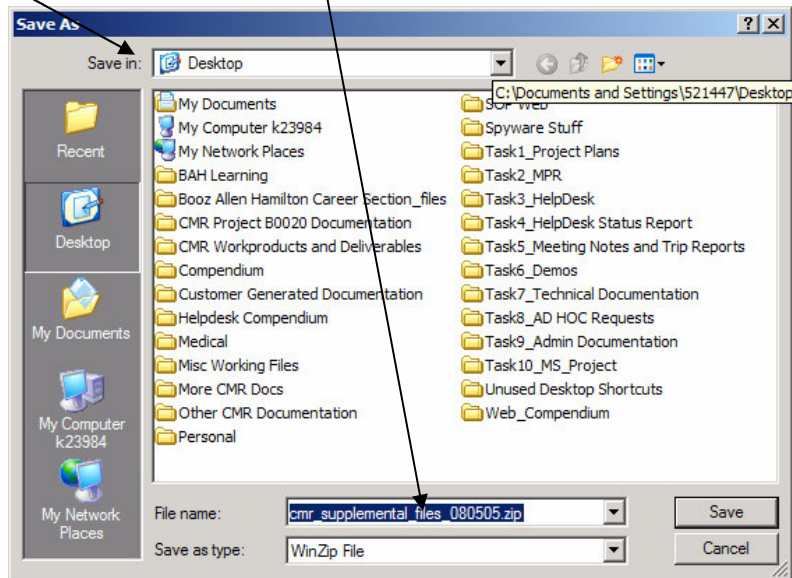 Save As
Save in: Desktop
C:\Documents and Settings\521447\Desktop
Recent
Desktop
My Documents
My Computer
k23984
My Network
Places
My Documents
My Computer k23984
My Network Places
BAH Learning
Booz Allen Hamilton Career Section_files
CMR Project B0020 Documentation
CMR Workproducts and Deliverables
Compendium
Customer Generated Documentation
Helpdesk Compendium
Medical
Misc Working Files
More CMR Docs
Other CMR Documentation
Personal
SOP Web
Spyware Stuff
Task1_Project Plans
Task2_MPR
Task3_HelpDesk
Task4_HelpDesk Status Report
Task5_Meeting Notes and Trip Reports
Task6_Demos
Task7_Technical Documentation
Task8_AD HOC Requests
Task9_Admin Documentation
Task10_MS_Project
Unused Desktop Shortcuts
Web_Compendium
File name: cmr_supplemental_files_080505.zip
Save
Save as type: WinZip File
Cancel